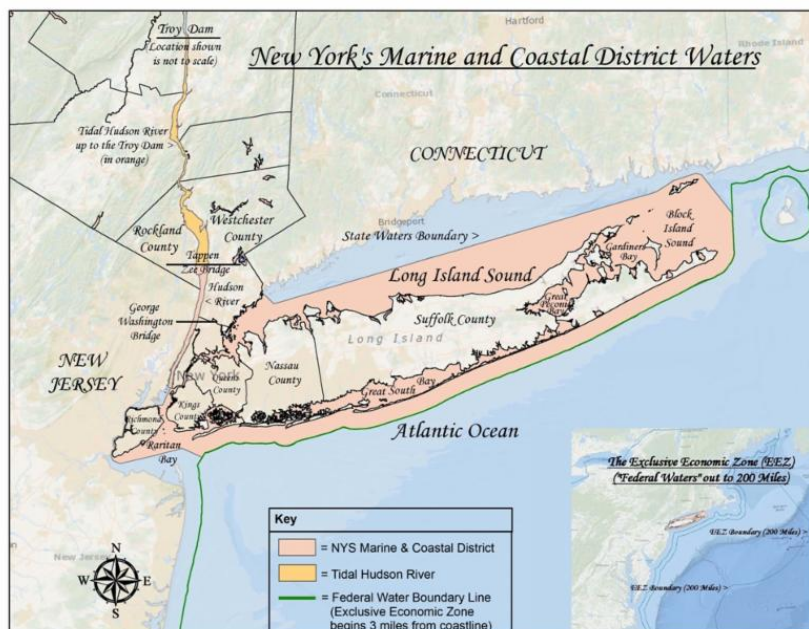 Troy Dam
(Location shown
is not to scale)
Hartford
Rhode Island
New York's Marine and Coastal District Waters
Connecticut
Tidal Hudson River
up to the Troy Dam >
(in orange)
CONNECTICUT
Rockland
County
Westchester
County
Bridgeport
State Waters Boundary >
Block
Island
Sound
Gardiners
Bay
Tappen
Zee Bridge
Hudson
< River
Long Island Sound
Great
Peconic
Bay
George
Washington
Bridge
Suffolk County
Long Island
NEW
JERSEY
New York
Queens
County
Nassau
County
Kings
County
Great South
Bay
Richmond
County
Raritan
Bay
Atlantic Ocean
The Exclusive Economic Zone (EEZ)
("Federal Waters" out to 200 Miles)
EEZ Boundary (200 Miles) >
EEZ Boundary (200 Miles) >
New Jersey
N
W
E
S
Key
= NYS Marine & Coastal District
= Tidal Hudson River
= Federal Water Boundary Line
(Exclusive Economic Zone
begins 3 miles from coastline)